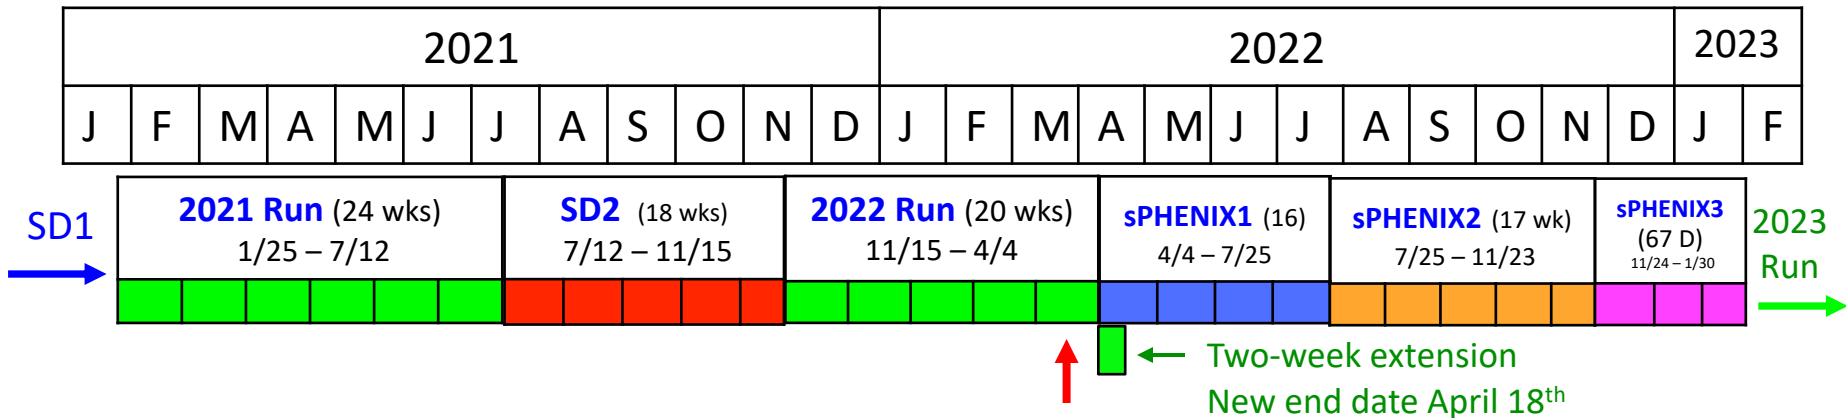 2021 2022 2023
J F M A M J J A S O N D J F M A M J J A S O N D J F
SD1
2021 Run (24 wks)
1/25 – 7/12
SD2 (18 wks)
7/12 – 11/15
2022 Run (20 wks)
11/15 – 4/4
sPHENIX1 (16)
4/4 – 7/25
sPHENIX2 (17 wk)
7/25 – 11/23
sPHENIX3
(67 D)
11/24 – 1/30
2023
Run
Two-week extension
New end date April 18th